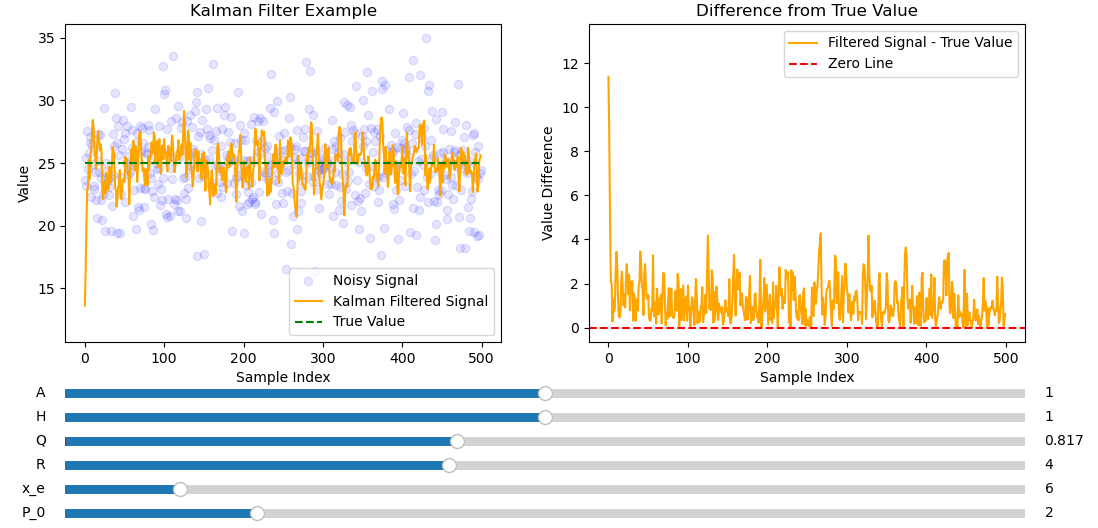 Kalman Filter Example
Value
35
30
25
20
15
Noisy Signal
Kalman Filtered Signal
True Value
0 100 200 300 400 500
Sample Index
Difference from True Value
Value Difference
12
10
8
6
4
2
0
Filtered Signal - True Value
Zero Line
0 100 200 300 400 500
Sample Index
A 1
H 1
Q 0.817
R 4
x_e 6
P_0 2